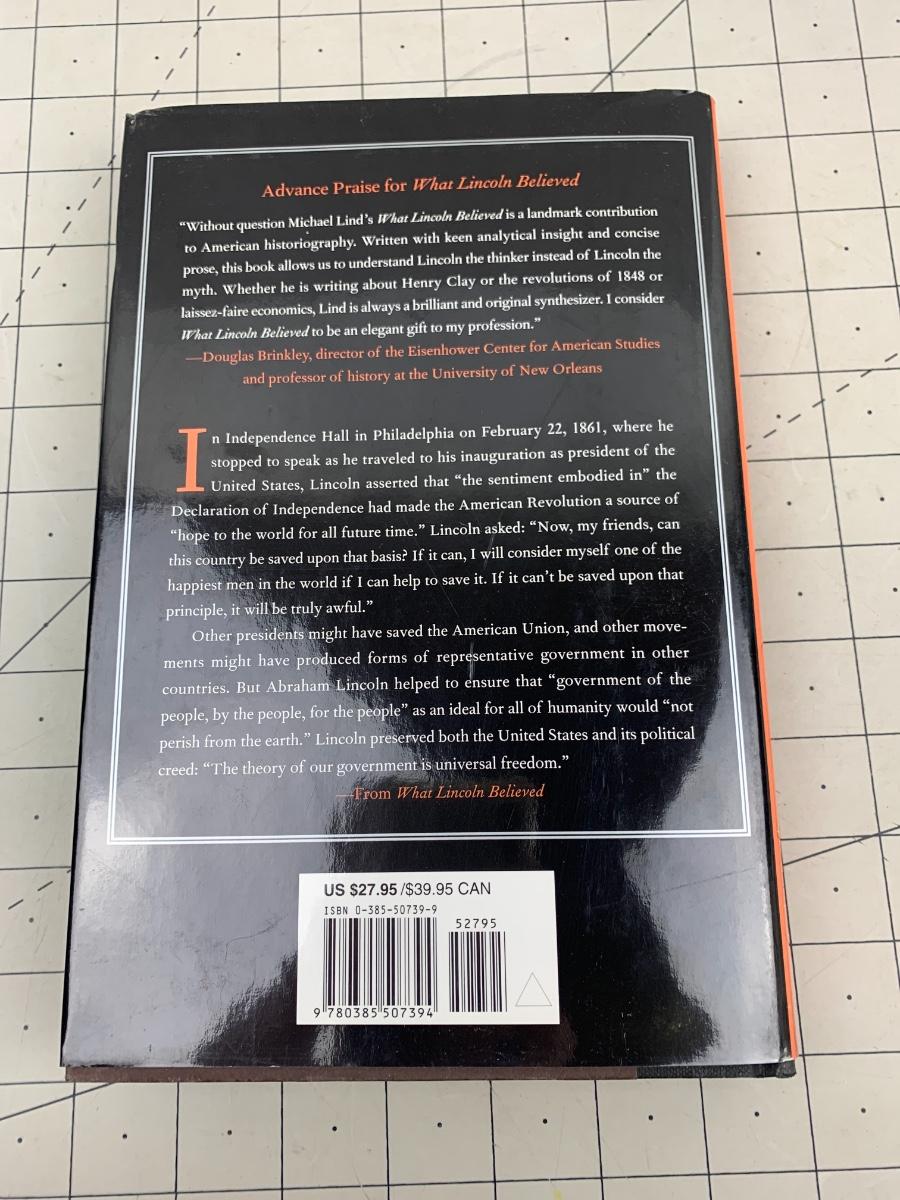 Advance Praise for What Lincoln Believed
“Without question Michael Lind’s What Lincoln Believed is a landmark contribution
to American historiography. Written with keen analytical insight and concise
prose, this book allows us to understand Lincoln the thinker instead of Lincoln the
myth. Whether he is writing about Henry Clay or the revolutions of 1848 or
laissez-faire economics, Lind is always a brilliant and original synthesizer. I consider
What Lincoln Believed to be an elegant gift to my profession.”
—Douglas Brinkley, director of the Eisenhower Center for American Studies
and professor of history at the University of New Orleans
In Independence Hall in Philadelphia on February 22, 1861, where he
stopped to speak as he traveled to his inauguration as president of the
United States, Lincoln asserted that “the sentiment embodied in” the
Declaration of Independence had made the American Revolution a source of
“hope to the world for all future time.” Lincoln asked: “Now, my friends, can
this country be saved upon that basis? If it can, I will consider myself one of the
happiest men in the world if I can help to save it. If it can’t be saved upon that
principle, it will be truly awful.”
Other presidents might have saved the American Union, and other move-
ments might have produced forms of representative government in other
countries. But Abraham Lincoln helped to ensure that “government of the
people, by the people, for the people” as an ideal for all of humanity would “not
perish from the earth.” Lincoln preserved both the United States and its political
creed: “The theory of our government is universal freedom.”
—From What Lincoln Believed
US $27.95 /$39.95 CAN
ISBN 0-385-50739-9
52795
9 780385 507394